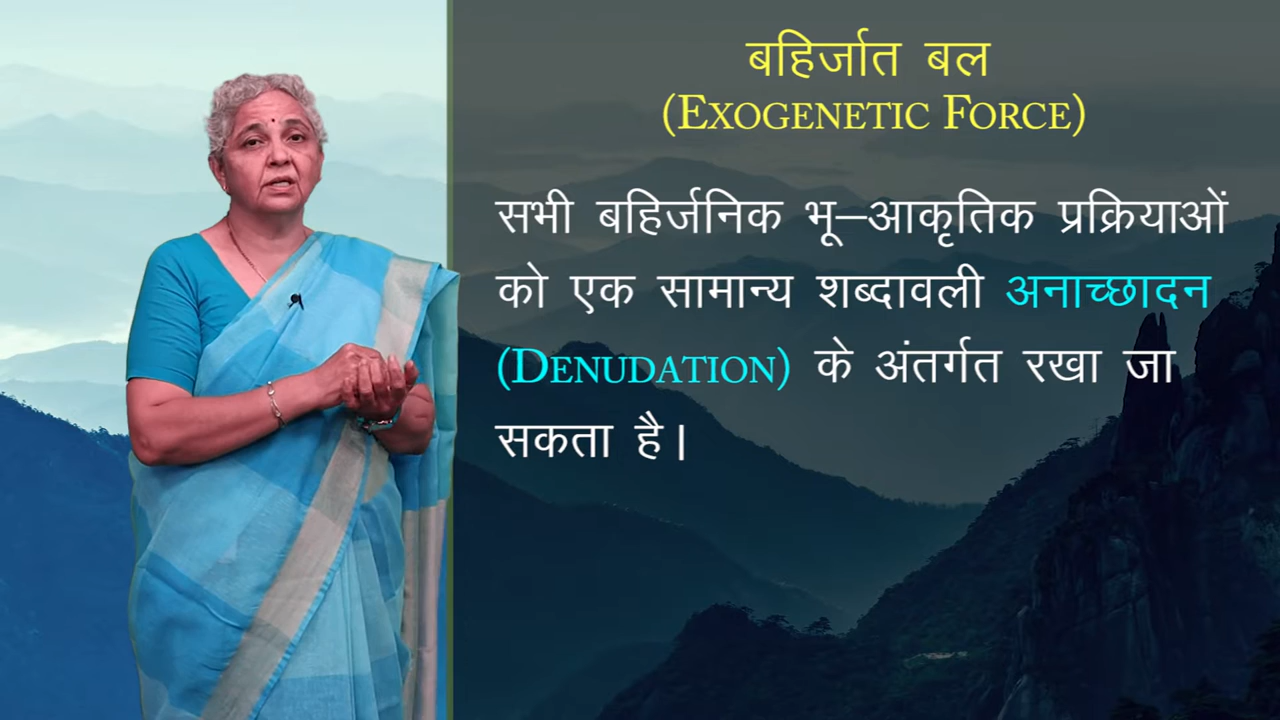 बहिर्जात बल
(EXOGENETIC FORCE)
सभी बहिर्जनिक भू–आकृतिक प्रक्रियाओं
को एक सामान्य शब्दावली अनाच्छादन
(DENUDATION) के अंतर्गत रखा जा
सकता है।